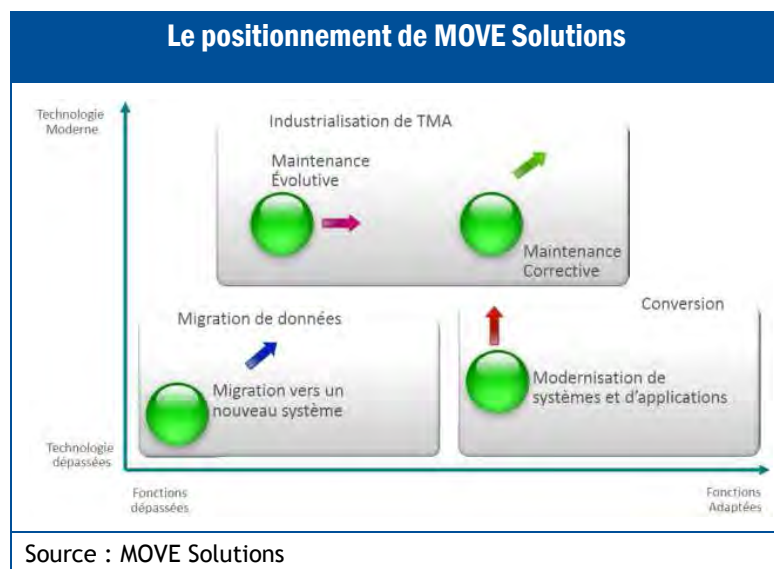 Le positionnement de MOVE Solutions
Technologie
Moderne
Industrialisation de TMA
Maintenance
Évolutive
Maintenance
Corrective
Conversion
Migration de données
Migration vers un
nouveau système
Modernisation de
systèmes et d'applications
Technologie
dépassées
Fonctions
dépassées
Fonctions
Adaptées
Source : MOVE Solutions